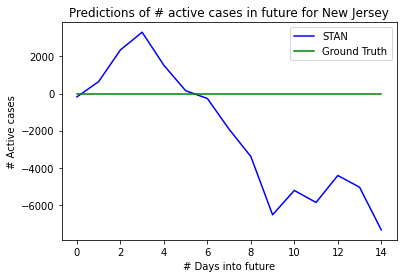 Predictions of # active cases in future for New Jersey
STAN
Ground Truth
# Active cases
2000
0
−2000
−4000
−6000
0 2 4 6 8 10 12 14
# Days into future